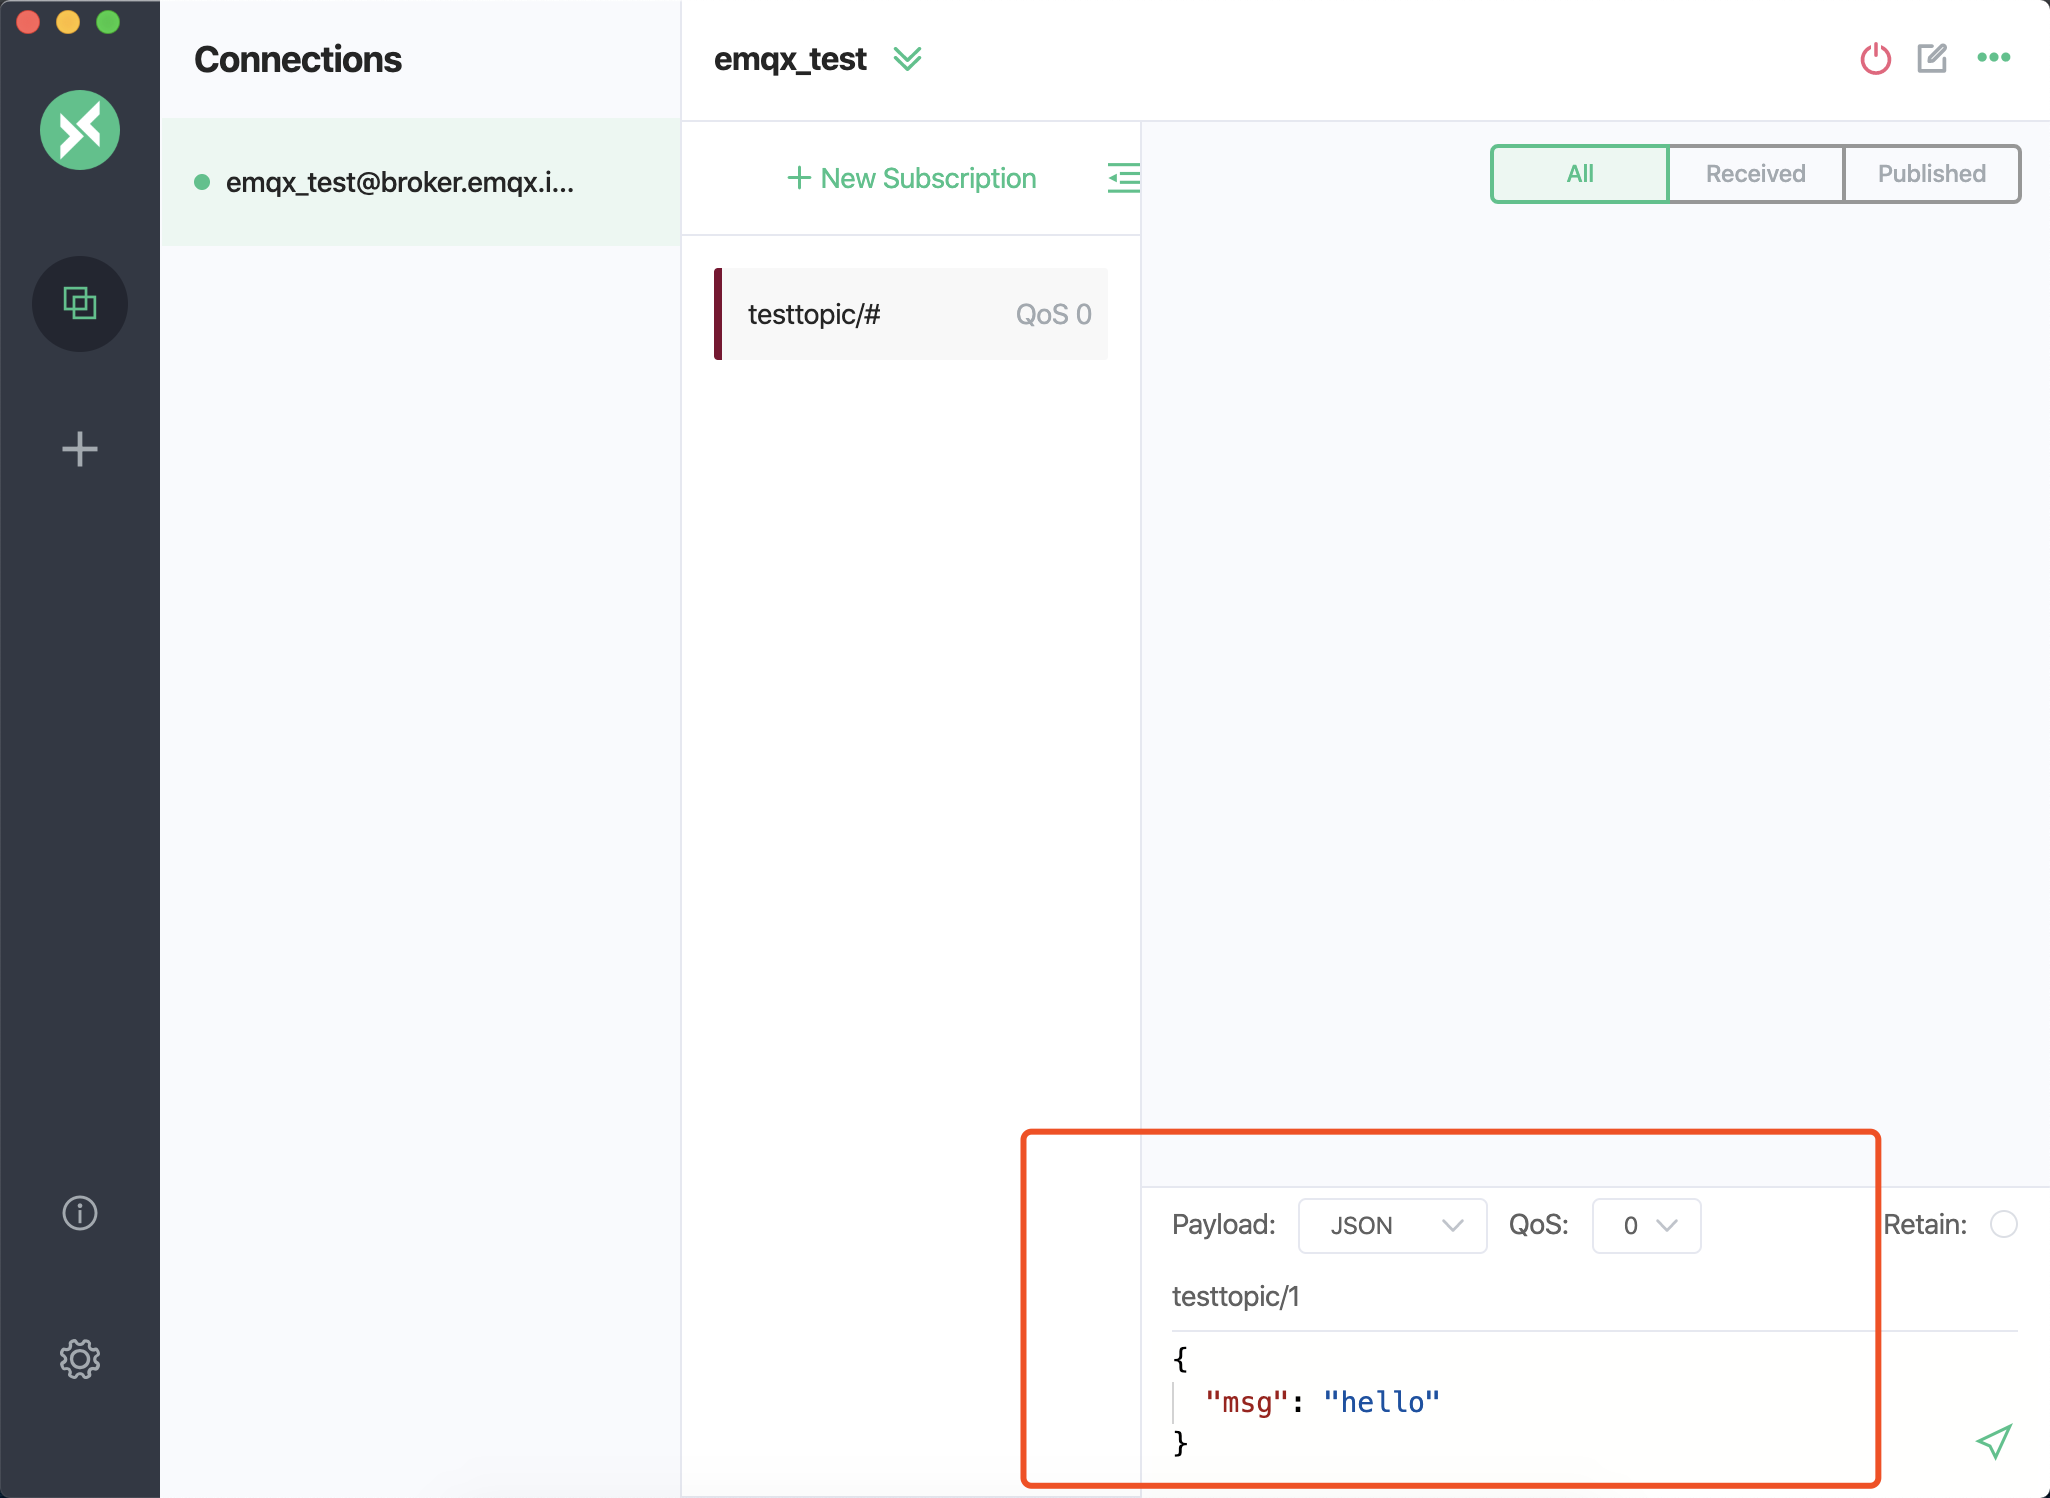 Connections
emqx_test@broker.emqx.i...
emqx_test
+ New Subscription
testtopic/# QoS 0
All Received Published
Payload: JSON QoS: 0 Retain:
testtopic/1
{
"msg": "hello"
}